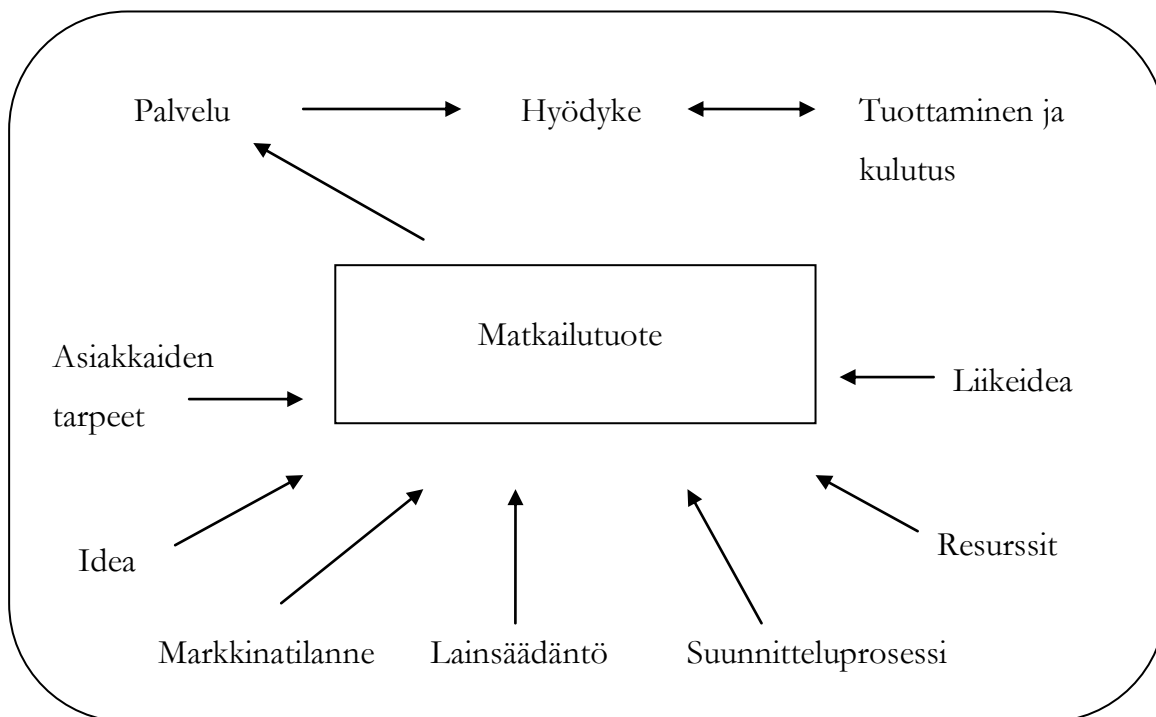 Palvelu
Hyödyke
Tuottaminen ja
kulutus
Matkailutuote
Asiakkaiden
tarpeet
Liikeidea
Idea
Resurssit
Markkinatilanne
Lainsäädäntö
Suunnitteluprosessi